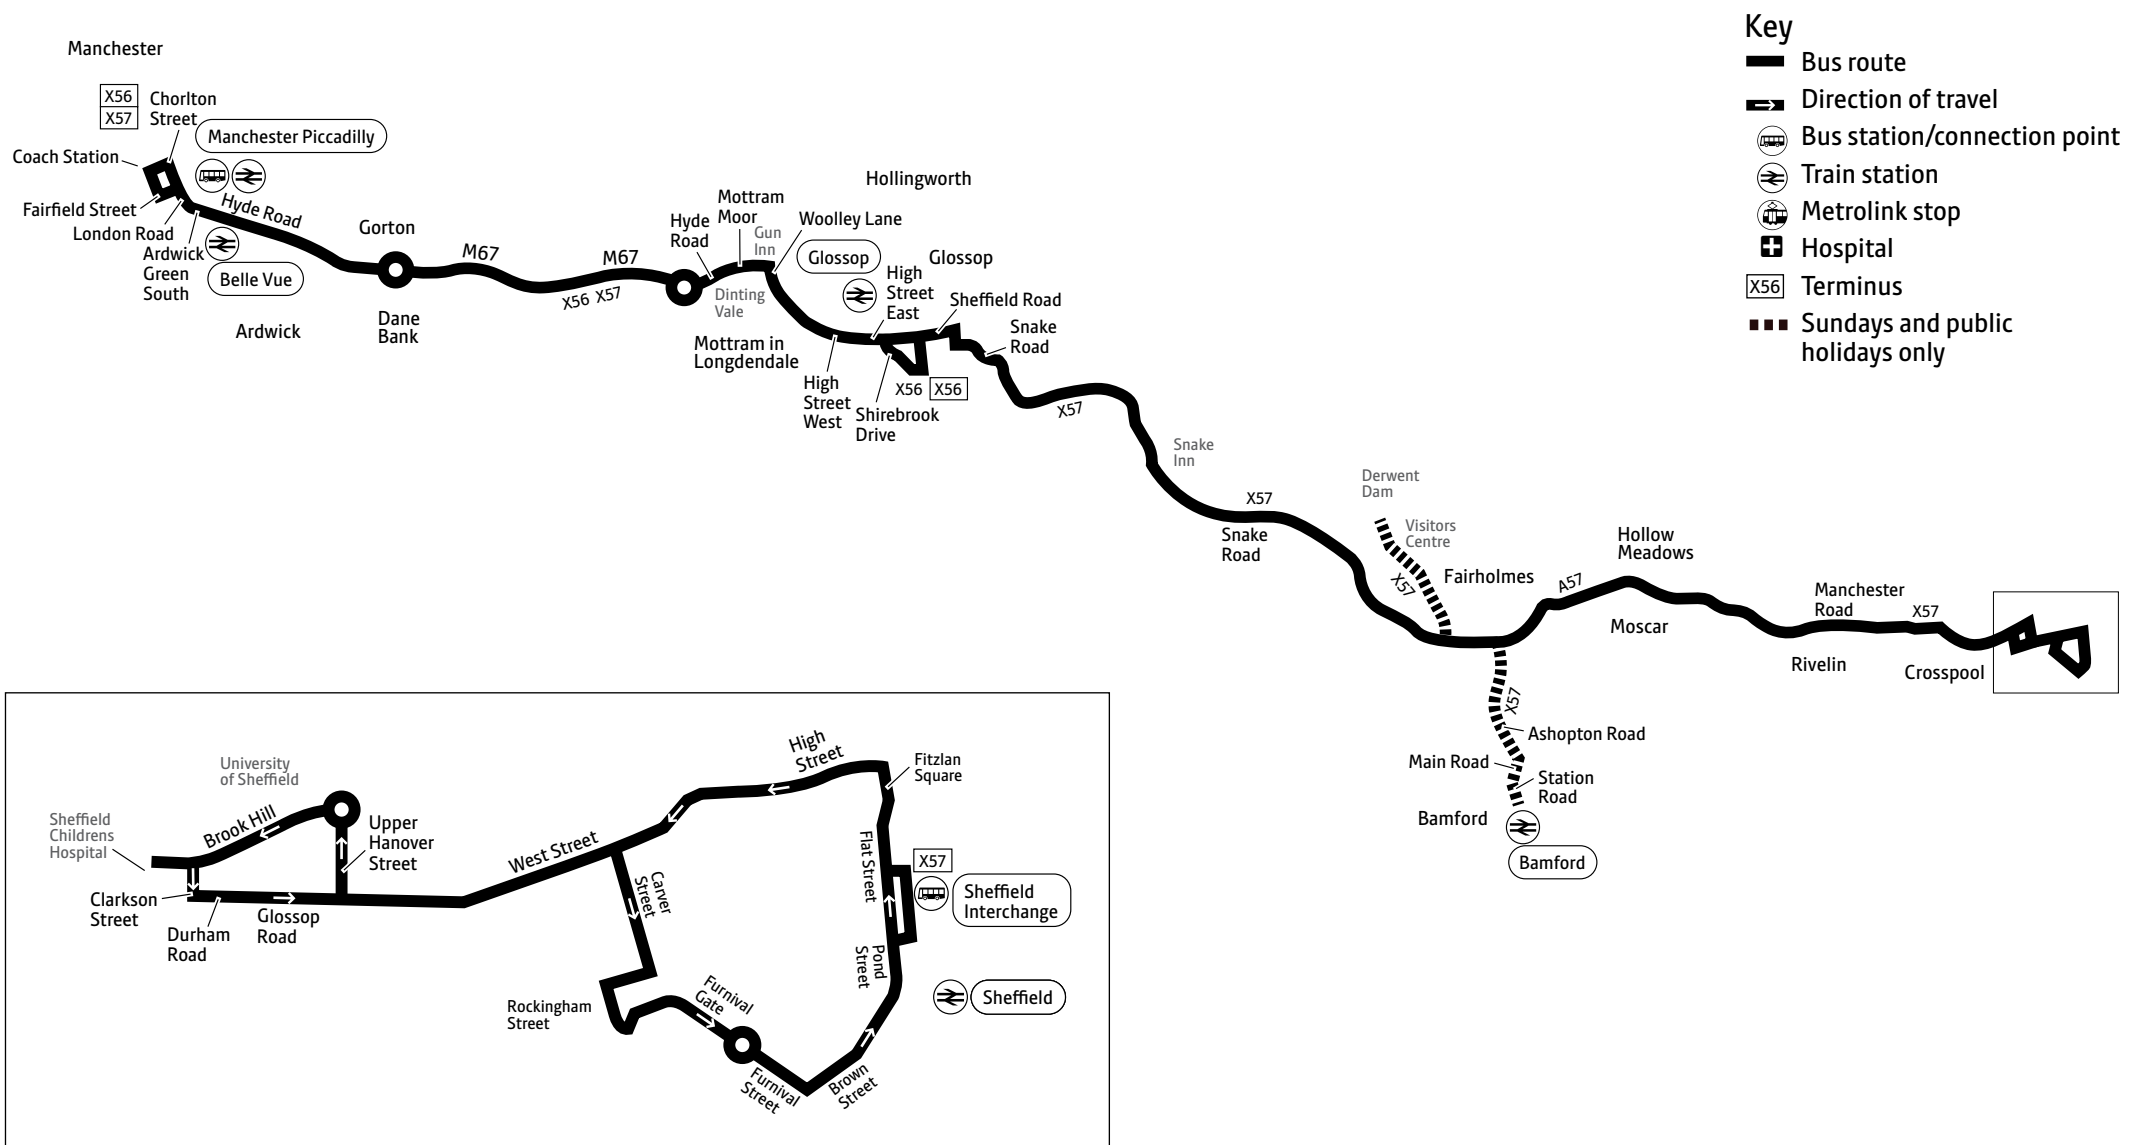 Manchester
X56
X57
Chorlton
Street
Manchester Piccadilly
Coach Station
Fairfield Street
London Road
Hyde Road
Ardwick
Green
South
Belle Vue
Ardwick
Gorton
Dane
Bank
M67
X56 X57
M67
Hyde
Road
Mottram
Moor
Gun
Inn
Dinting
Vale
Mottram in
Longdendale
Woolley Lane
Hollingworth
Glossop
Glossop
High
Street
East
Sheffield Road
Snake
Road
High
Street
West
Shirebrook
Drive
X56
X56
X57
Snake
Inn
X57
Snake
Road
Derwent
Dam
Visitors
Centre
X57
Fairholmes
A57
Hollow
Meadows
Moscar
Manchester
Road
X57
Rivelin
Crosspool
X57
Ashopton Road
Main Road
Station
Road
Bamford
Bamford
Key
Bus route
Direction of travel
Bus station/connection point
Train station
Metrolink stop
Hospital
X56
Terminus
Sundays and public
holidays only
University
of Sheffield
Sheffield
Childrens
Hospital
Brook Hill
Upper
Hanover
Street
Clarkson
Street
Durham
Road
Glossop
Road
West Street
High
Street
Fitzlan
Square
Carver
Street
Flat Street
X57
Sheffield
Interchange
Pond
Street
Sheffield
Rockingham
Street
Furnival
Gate
Furnival
Street
Brown
Street